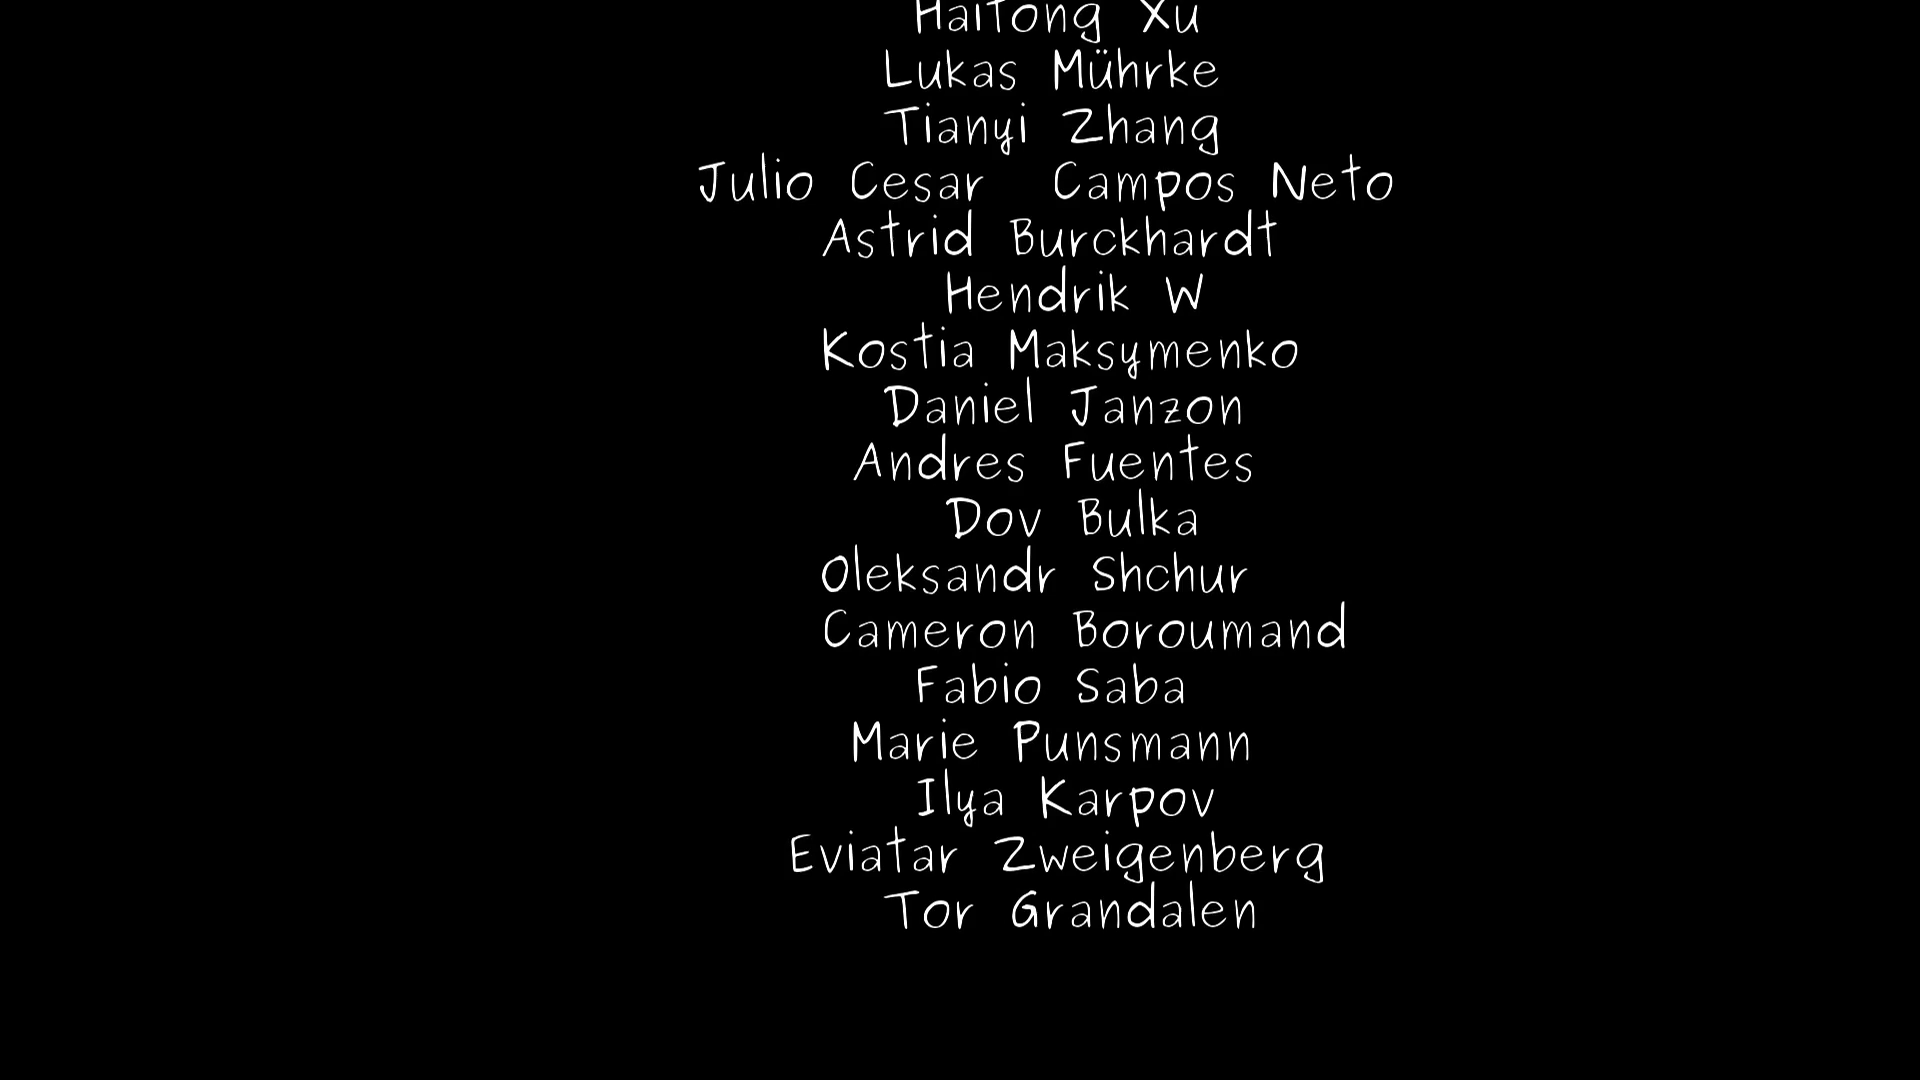 Haitong Xu
Lukas Mührke
Tianyi Zhang
Julio Cesar Campos Neto
Astrid Burckhardt
Hendrik W
Kostia Maksymenko
Daniel Janzon
Andres Fuentes
Dov Bulka
Oleksandr Shchur
Cameron Boroumand
Fabio Saba
Marie Punsmann
Ilya Karpov
Eviatar Zweigenberg
Tor Grandalen